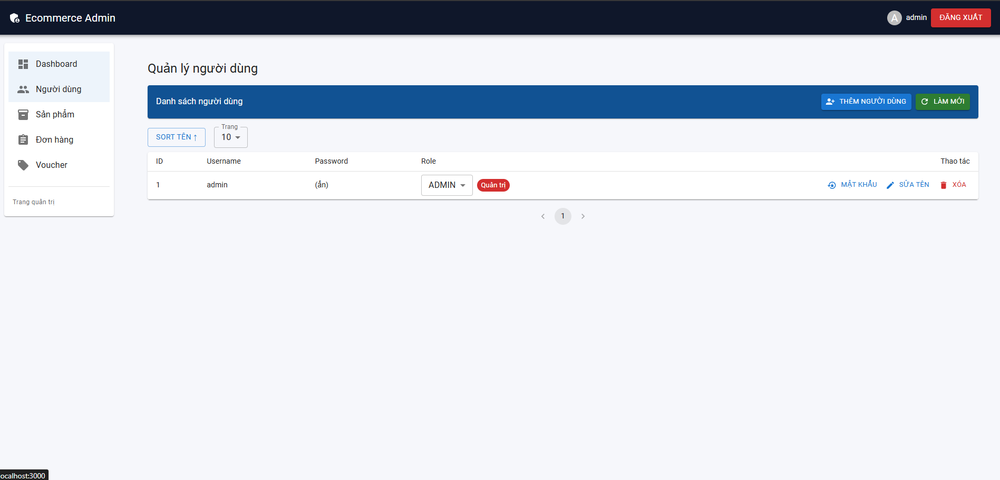 Ecommerce Admin
A admin ĐĂNG XUẤT
Dashboard
Người dùng
Sản phẩm
Đơn hàng
Voucher
Trang quản trị
Quản lý người dùng
Danh sách người dùng
THÊM NGƯỜI DÙNG
LÀM MỚI
SORT TÊN ↑
Trang
10
ID Username Password Role Thao tác
1 admin (ẩn) ADMIN Quản trị MẬT KHẨU SỬA TÊN XÓA
1
ocalhost:3000